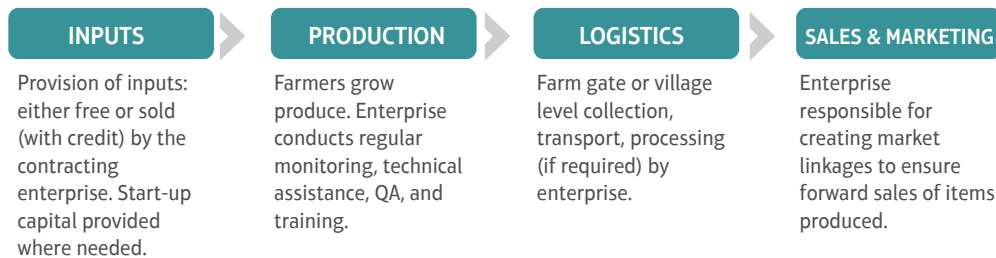 INPUTS
Provision of inputs:
either free or sold
(with credit) by the
contracting
enterprise. Start-up
capital provided
where needed.
PRODUCTION
Farmers grow
produce. Enterprise
conducts regular
monitoring, technical
assistance, QA, and
training.
LOGISTICS
Farm gate or village
level collection,
transport, processing
(if required) by
enterprise.
SALES & MARKETING
Enterprise
responsible for
creating market
linkages to ensure
forward sales of items
produced.